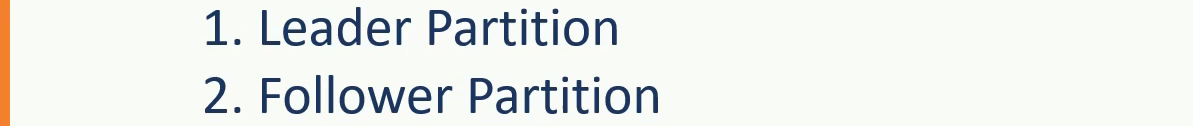 1. Leader Partition
2. Follower Partition